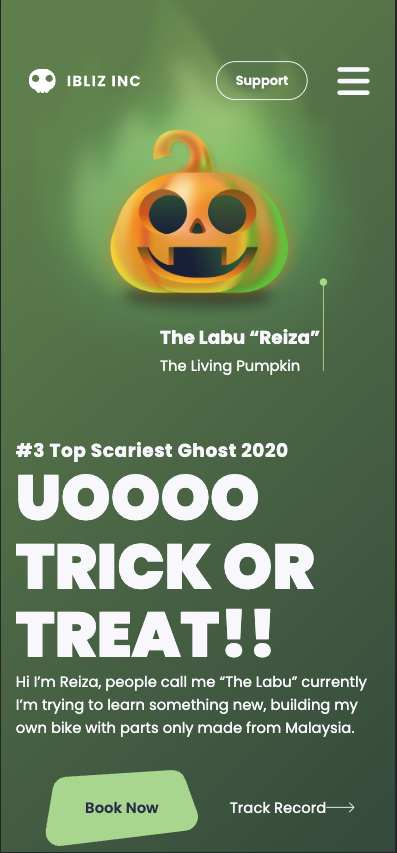 IBLIZ INC
Support
The Labu “Reiza”
The Living Pumpkin
#3 Top Scariest Ghost 2020
UOOOO
TRICK OR
TREAT!!
Hi I’m Reiza, people call me “The Labu” currently
I’m trying to learn something new, building my
own bike with parts only made from Malaysia.
Book Now
Track Record